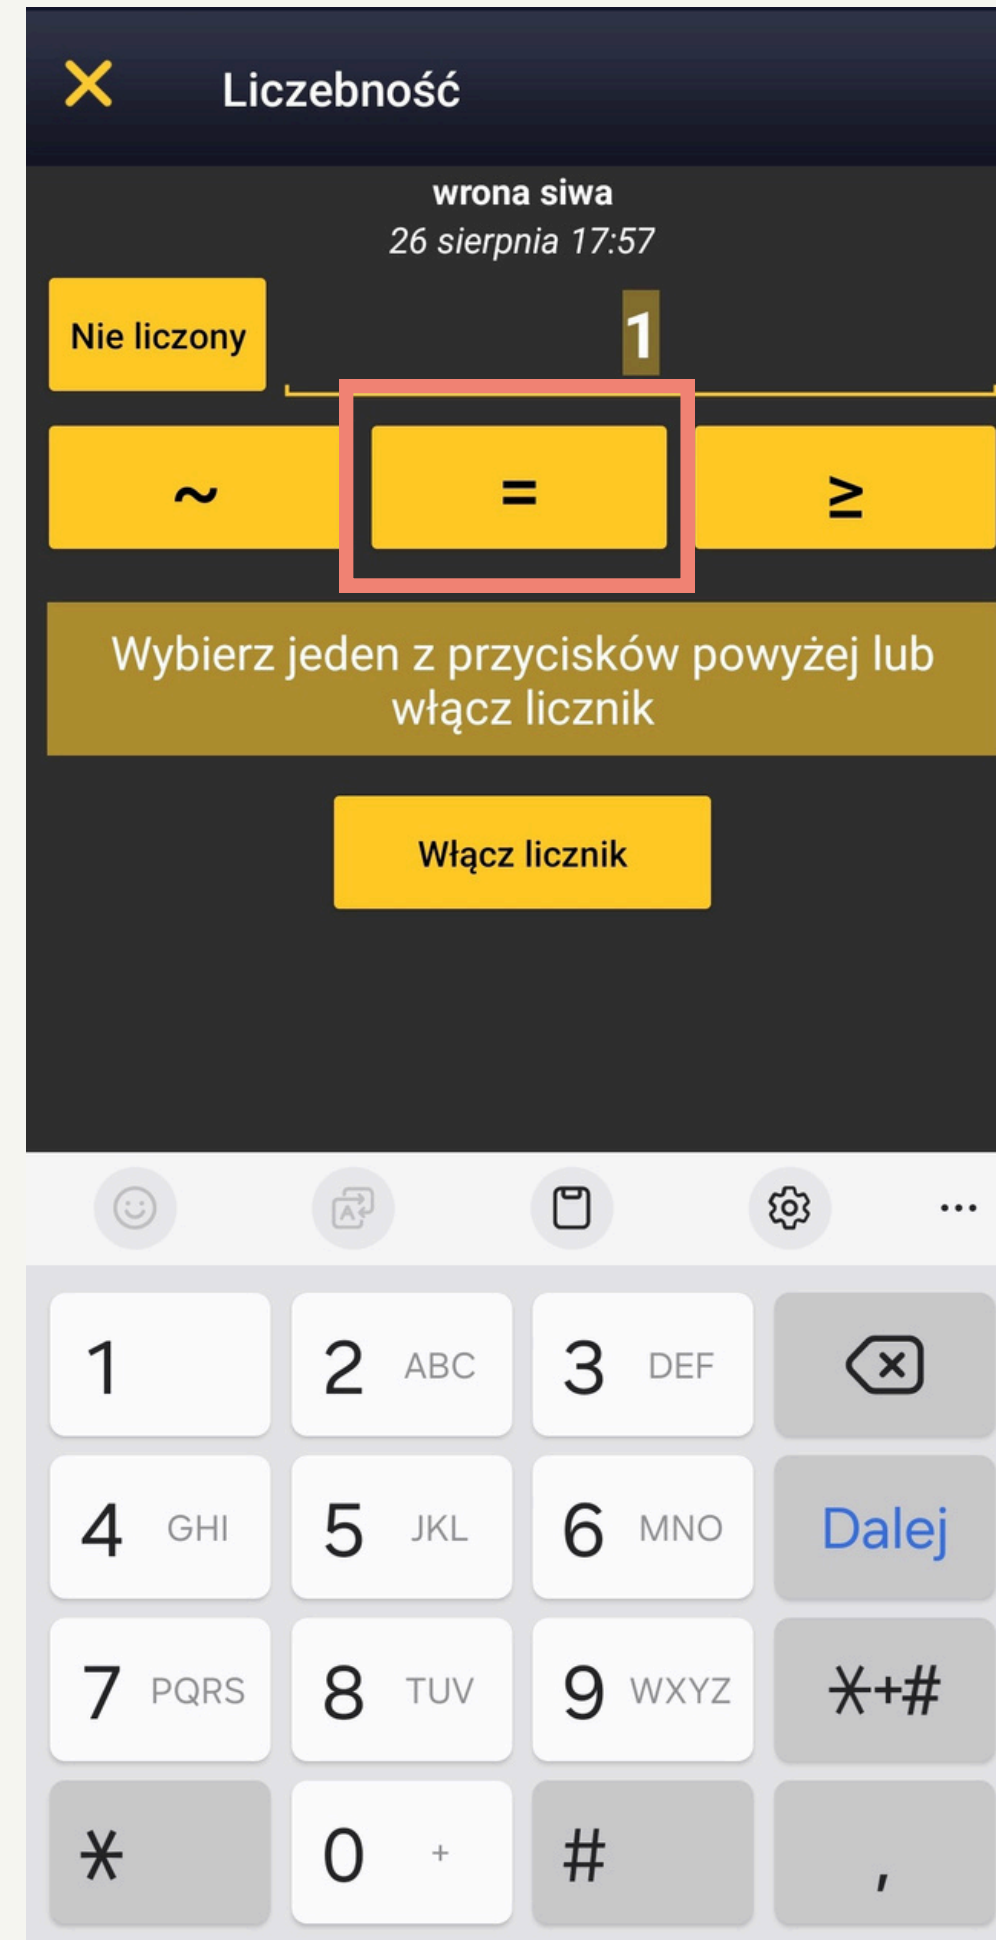 Liczebność
wrona siwa
26 sierpnia 17:57
Nie liczony
1
~ = ≥
Wybierz jeden z przycisków powyżej lub
włącz licznik
Włącz licznik
...
1 2 ABC 3 DEF
4 GHI 5 JKL 6 MNO Dalej
7 PQRS 8 TUV 9 WXYZ *+#
* 0 + # ,